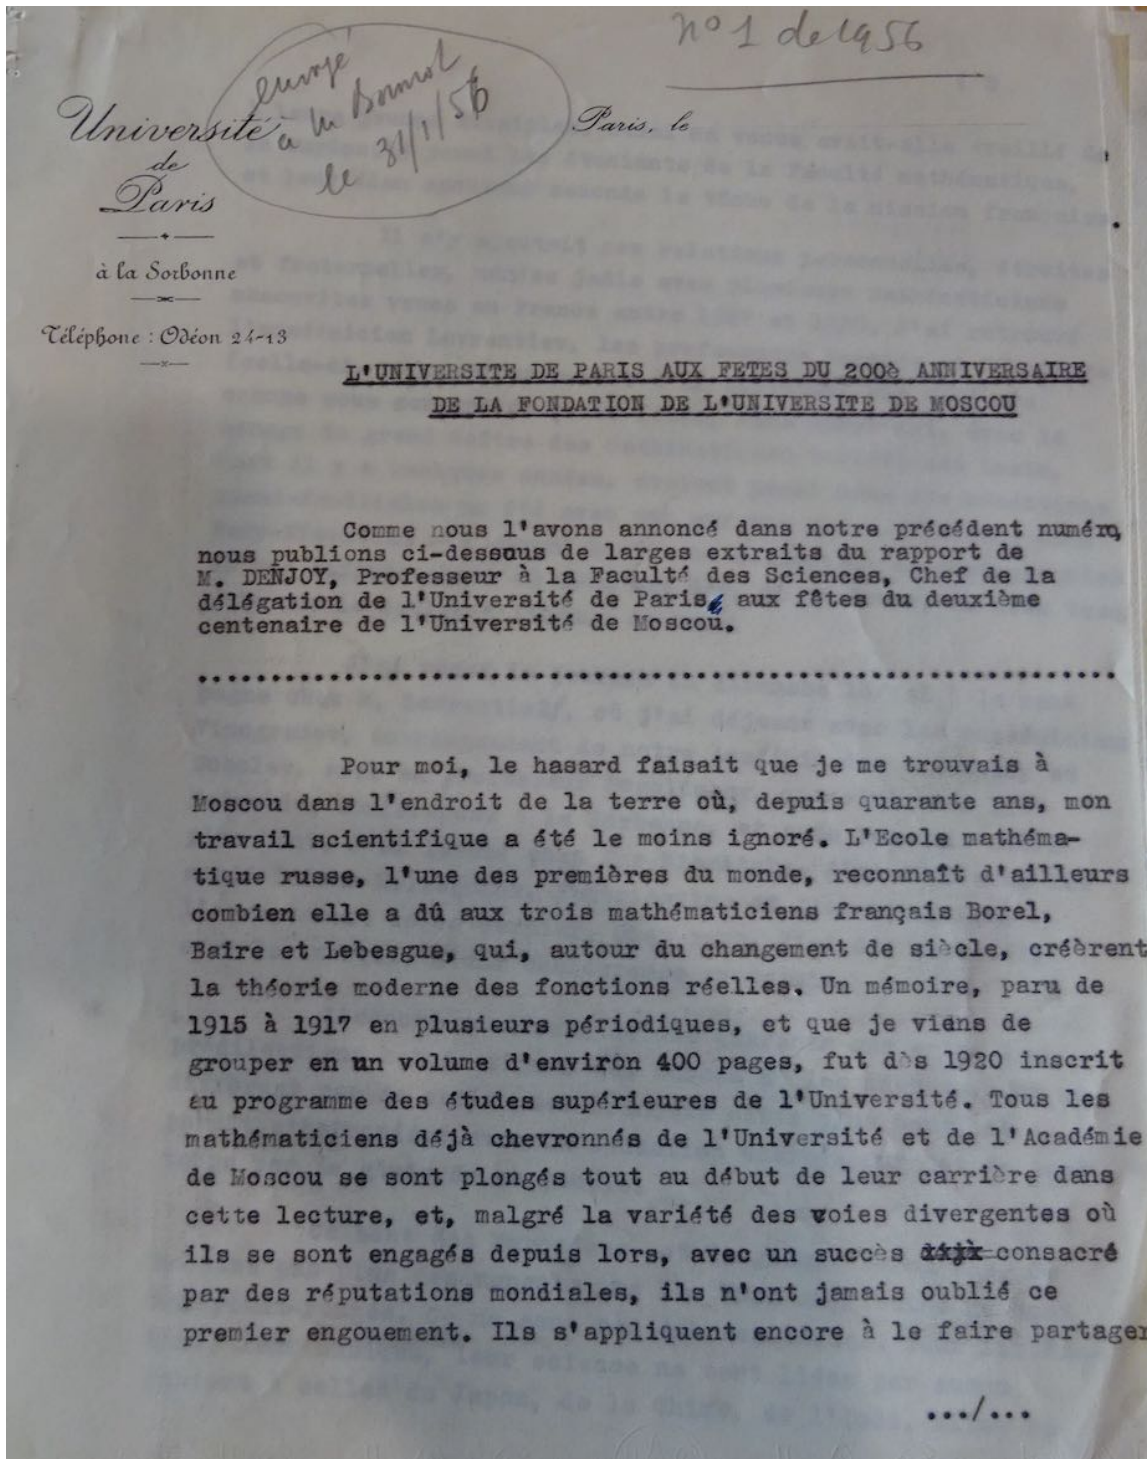 nº 1 de 1956
envoyé
à M
le 31/1/56
Université
de
Paris
à la Sorbonne
Téléphone : Odéon 24-13
Paris, le
L'UNIVERSITE DE PARIS AUX FETES DU 200è ANNIVERSAIRE
DE LA FONDATION DE L'UNIVERSITE DE MOSCOU
Comme nous l'avons annoncé dans notre précédent numéro,
nous publions ci-dessous de larges extraits du rapport de
M. DENJOY, Professeur à la Faculté des Sciences, Chef de la
délégation de l'Université de Paris, aux fêtes du deuxième
centenaire de l'Université de Moscou.
Pour moi, le hasard faisait que je me trouvais à
Moscou dans l'endroit de la terre où, depuis quarante ans, mon
travail scientifique a été le moins ignoré. L'Ecole mathéma-
tique russe, l'une des premières du monde, reconnaît d'ailleurs
combien elle a dû aux trois mathématiciens français Borel,
Baire et Lebesgue, qui, autour du changement de siècle, créèrent
la théorie moderne des fonctions réelles. Un mémoire, paru de
1915 à 1917 en plusieurs périodiques, et que je viens de
grouper en un volume d'environ 400 pages, fut dès 1920 inscrit
au programme des études supérieures de l'Université. Tous les
mathématiciens déjà chevronnés de l'Université et de l'Académie
de Moscou se sont plongés tout au début de leur carrière dans
cette lecture, et, malgré la variété des voies divergentes où
ils se sont engagés depuis lors, avec un succès consacré
par des réputations mondiales, ils n'ont jamais oublié ce
premier engouement. Ils s'appliquent encore à le faire partager
.../...